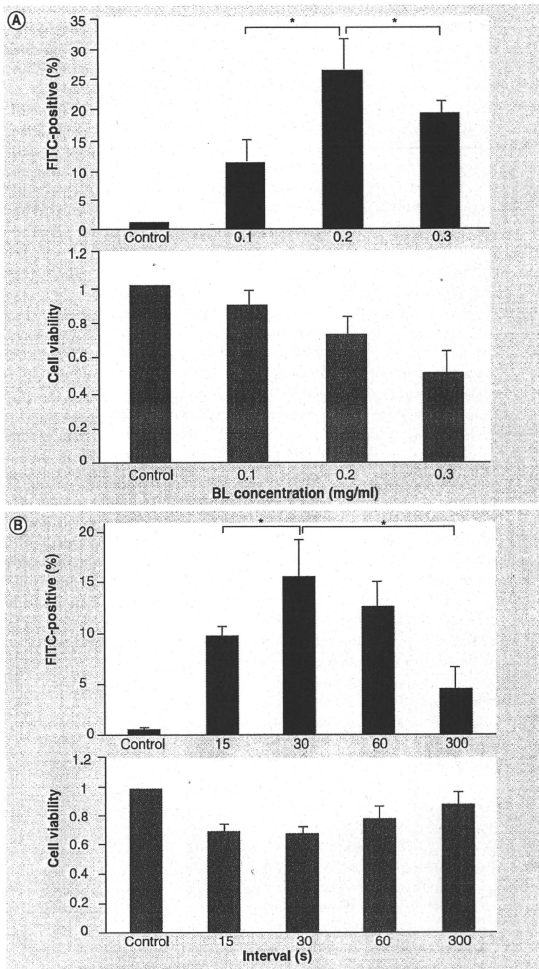 A
FITC-positive (%)
35
30
25
20
15
10
5
0
* *
Control 0.1 0.2 0.3
Cell viability
1.2
1
0.8
0.6
0.4
0.2
0
Control 0.1 0.2 0.3
BL concentration (mg/ml)
B
FITC-positive (%)
20
15
10
5
0
* *
Control 15 30 60 300
Cell viability
1.2
1
0.8
0.6
0.4
0.2
0
Control 15 30 60 300
Interval (s)